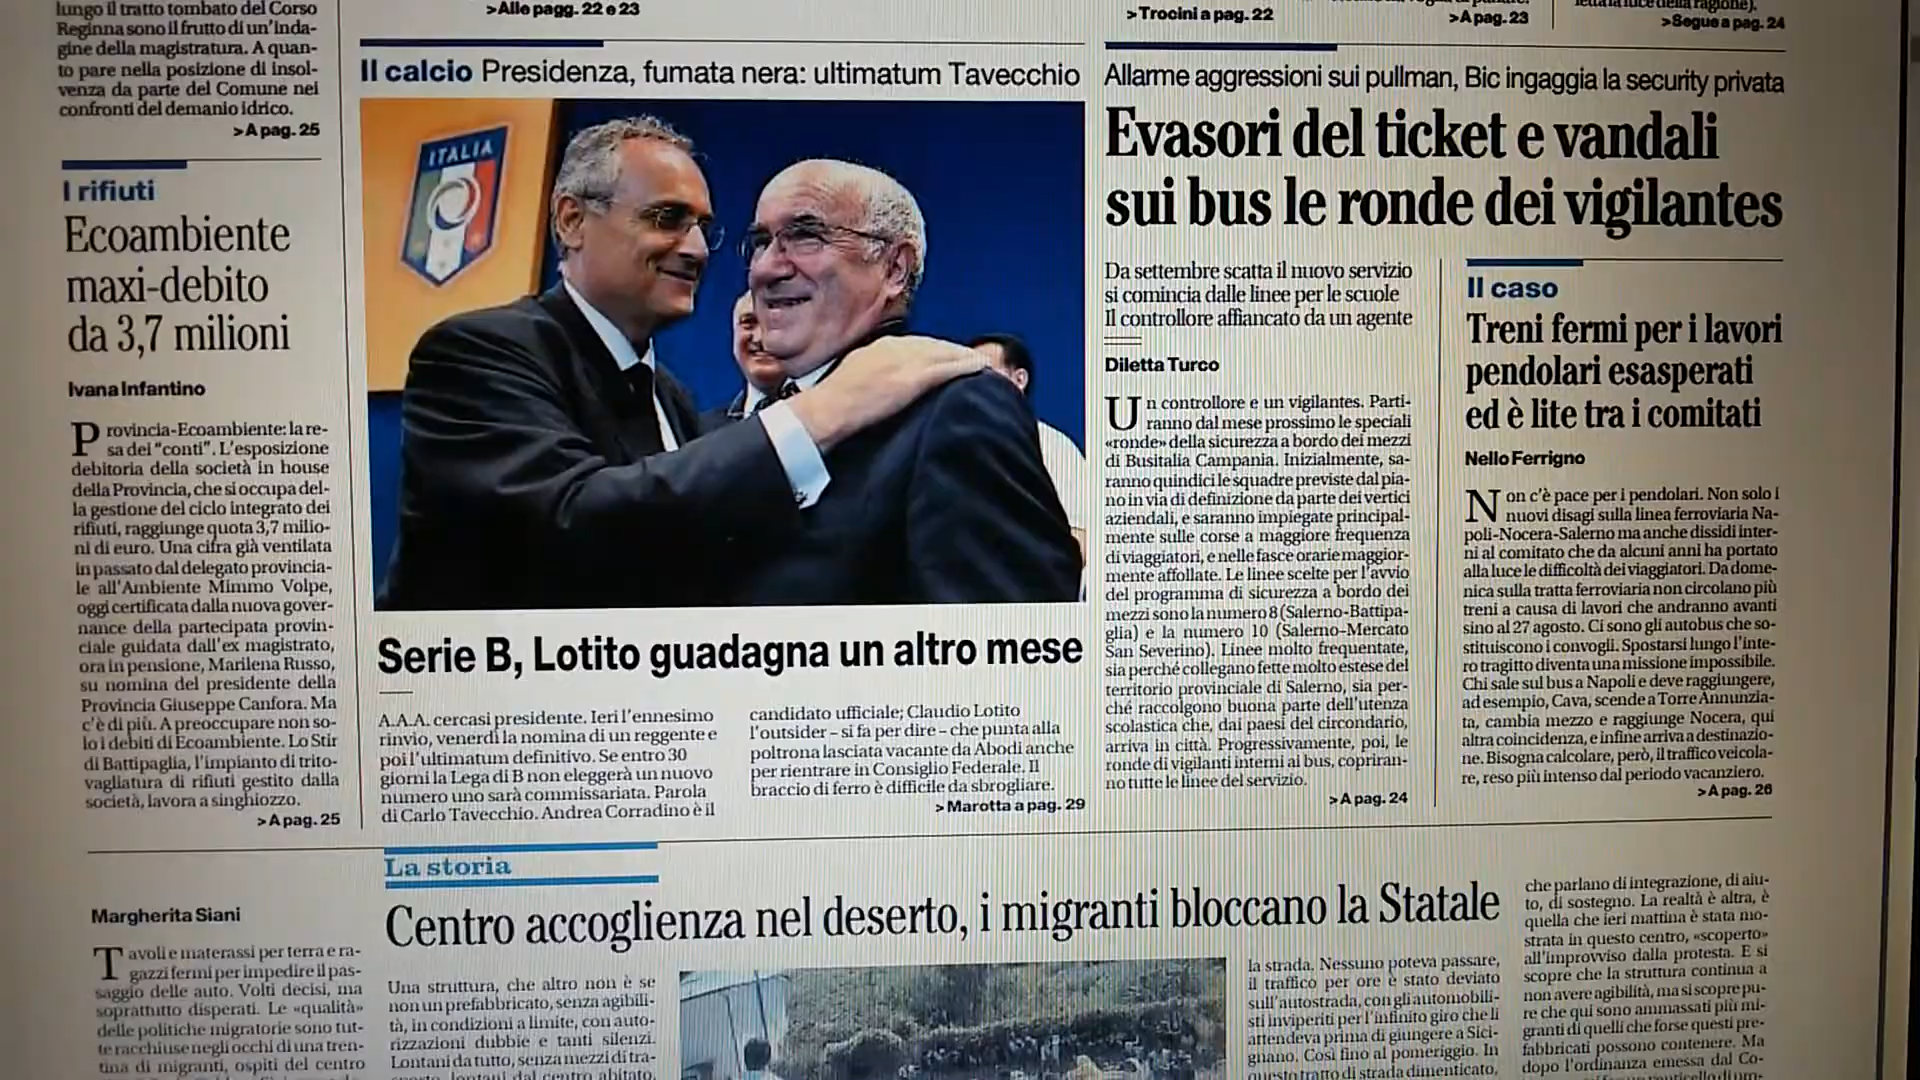 lungo il tratto tombato del Corso
Reginna sono il frutto di un'inda-
gine della magistratura. A quan-
to pare nella posizione di insol-
venza da parte del Comune nei
confronti del demanio idrico.
>A pag. 25
I rifiuti
Ecoambiente
maxi-debito
da 3,7 milioni
Ivana Infantino
Provincia-Ecoambiente: la re-
sa dei "conti". L'esposizione
debitoria della società in house
della Provincia, che si occupa del-
la gestione del ciclo integrato dei
rifiuti, raggiunge quota 3,7 milio-
ni di euro. Una cifra già ventilata
in passato dal delegato provincia-
le all'Ambiente Mimmo Volpe,
oggi certificata dalla nuova gover-
nance della partecipata provin-
ciale guidata dall'ex magistrato,
ora in pensione, Marilena Russo,
su nomina del presidente della
Provincia Giuseppe Canfora. Ma
c'è di più. A preoccupare non so-
lo i debiti di Ecoambiente. Lo Stir
di Battipaglia, l'impianto di trito-
vagliatura di rifiuti gestito dalla
società, lavora a singhiozzo.
>A pag. 25
>Alle pagg. 22 e 23
Il calcio Presidenza, fumata nera: ultimatum Tavecchio
ITALIA
Serie B, Lotito guadagna un altro mese
A.A.A. cercasi presidente. Ieri l'ennesimo
rinvio, venerdì la nomina di un reggente e
poi l'ultimatum definitivo. Se entro 30
giorni la Lega di B non eleggerà un nuovo
numero uno sarà commissariata. Parola
di Carlo Tavecchio. Andrea Corradino è il
candidato ufficiale; Claudio Lotito
l'outsider – si fa per dire – che punta alla
poltrona lasciata vacante da Abodi anche
per rientrare in Consiglio Federale. Il
braccio di ferro è difficile da sbrogliare.
>Marotta a pag. 29
>Trocini a pag. 22
>A pag. 23
>Segue a pag. 24
Allarme aggressioni sui pullman, Bic ingaggia la security privata
Evasori del ticket e vandali
sui bus le ronde dei vigilantes
Da settembre scatta il nuovo servizio
si comincia dalle linee per le scuole
Il controllore affiancato da un agente
Diletta Turco
Un controllore e un vigilantes. Parti-
ranno dal mese prossimo le speciali
«ronde» della sicurezza a bordo dei mezzi
di Busitalia Campania. Inizialmente, sa-
ranno quindici le squadre previste dal pia-
no in via di definizione da parte dei vertici
aziendali, e saranno impiegate principal-
mente sulle corse a maggiore frequenza
di viaggiatori, e nelle fasce orarie maggior-
mente affollate. Le linee scelte per l'avvio
del programma di sicurezza a bordo dei
mezzi sono la numero 8 (Salerno-Battipa-
glia) e la numero 10 (Salerno-Mercato
San Severino). Linee molto frequentate,
sia perché collegano fette molto estese del
territorio provinciale di Salerno, sia per-
ché raccolgono buona parte dell'utenza
scolastica che, dai paesi del circondario,
arriva in città. Progressivamente, poi, le
ronde di vigilanti interni ai bus, copriran-
no tutte le linee del servizio.
>A pag. 24
Il caso
Treni fermi per i lavori
pendolari esasperati
ed è lite tra i comitati
Nello Ferrigno
Non c'è pace per i pendolari. Non solo i
nuovi disagi sulla linea ferroviaria Na-
poli-Nocera-Salerno ma anche dissidi inter-
ni al comitato che da alcuni anni ha portato
alla luce le difficoltà dei viaggiatori. Da dome-
nica sulla tratta ferroviaria non circolano più
treni a causa di lavori che andranno avanti
sino al 27 agosto. Ci sono gli autobus che so-
stituiscono i convogli. Spostarsi lungo l'inte-
ro tragitto diventa una missione impossibile.
Chi sale sul bus a Napoli e deve raggiungere,
ad esempio, Cava, scende a Torre Annunzia-
ta, cambia mezzo e raggiunge Nocera, qui
altra coincidenza, e infine arriva a destinazio-
ne. Bisogna calcolare, però, il traffico veicola-
re, reso più intenso dal periodo vacanziero.
>A pag. 26
La storia
Centro accoglienza nel deserto, i migranti bloccano la Statale
Margherita Siani
Tavoli e materassi per terra e ra-
gazzi fermi per impedire il pas-
saggio delle auto. Volti decisi, ma
soprattutto disperati. Le «qualità»
delle politiche migratorie sono tut-
te racchiuse negli occhi di una tren-
tina di migranti, ospiti del centro
Una struttura, che altro non è se
non un prefabbricato, senza agibili-
tà, in condizioni a limite, con auto-
rizzazioni dubbie e tanti silenzi.
Lontani da tutto, senza mezzi di tra-
sporto, lontani dal centro abitato,
la strada. Nessuno poteva passare,
il traffico per ore è stato deviato
sull'autostrada, con gli automobili-
sti inviperiti per l'infinito giro che li
attendeva prima di giungere a Sici-
gnano. Così fino al pomeriggio. In
questo tratto di strada dimenticato,
che parlano di integrazione, di aiu-
to, di sostegno. La realtà è altra, è
quella che ieri mattina è stata mo-
strata in questo centro, «scoperto»
all'improvviso dalla protesta. E si
scopre che la struttura continua a
non avere agibilità, ma si scopre pu-
re che qui sono ammassati più mi-
granti di quelli che forse questi pre-
fabbricati possono contenere. Ma
dopo l'ordinanza emessa dal Co-